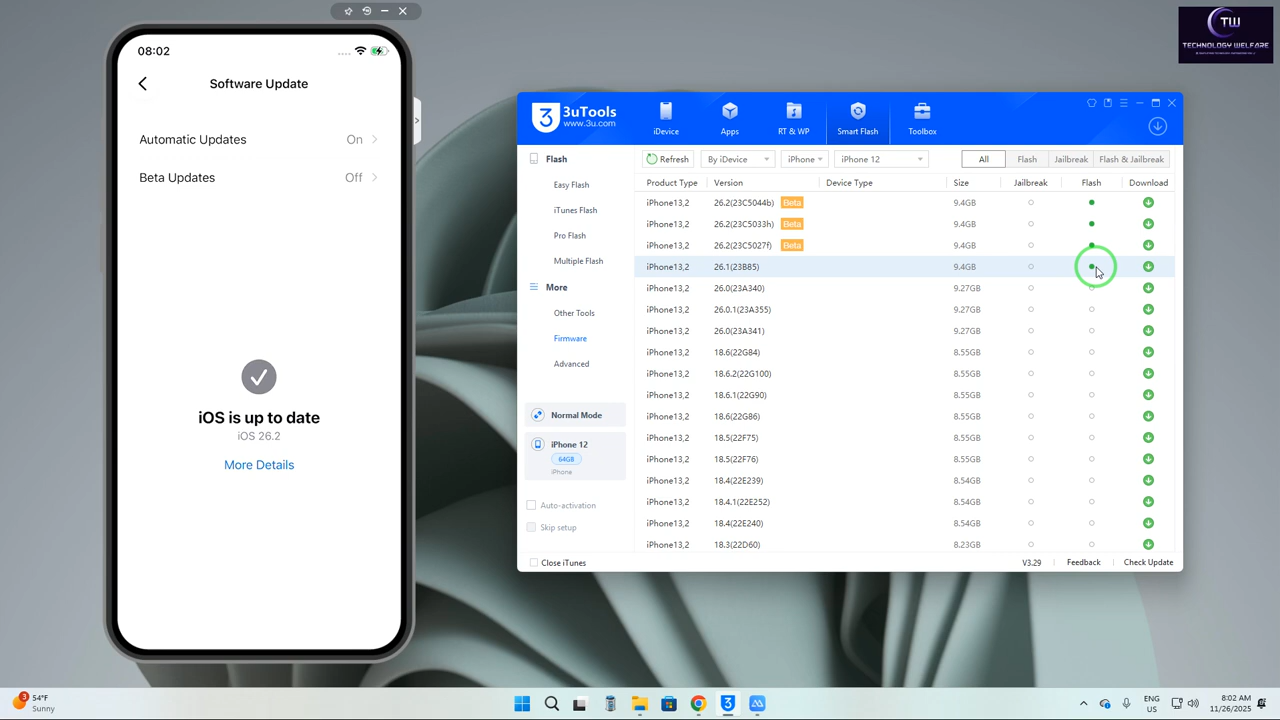 08:02
Software Update
Automatic Updates On
Beta Updates Off
iOS is up to date
iOS 26.2
More Details
TW
TECHNOLOGY WELFARE
3 3uTools
www.3u.com
iDevice Apps RT & WP Smart Flash Toolbox
Flash
Easy Flash
iTunes Flash
Pro Flash
Multiple Flash
More
Other Tools
Firmware
Advanced
Normal Mode
iPhone 12
64GB
iPhone
Auto-activation
Skip setup
Refresh By iDevice iPhone iPhone 12 All Flash Jailbreak Flash & Jailbreak
Product Type Version Device Type Size Jailbreak Flash Download
iPhone13,2 26.2(23C5044b) Beta 9.4GB
iPhone13,2 26.2(23C5033h) Beta 9.4GB
iPhone13,2 26.2(23C5027f) Beta 9.4GB
iPhone13,2 26.1(23B85) 9.4GB
iPhone13,2 26.0(23A340) 9.27GB
iPhone13,2 26.0.1(23A355) 9.27GB
iPhone13,2 26.0(23A341) 9.27GB
iPhone13,2 18.6(22G84) 8.55GB
iPhone13,2 18.6.2(22G100) 8.55GB
iPhone13,2 18.6.1(22G90) 8.55GB
iPhone13,2 18.6(22G86) 8.55GB
iPhone13,2 18.5(22F75) 8.55GB
iPhone13,2 18.5(22F76) 8.55GB
iPhone13,2 18.4(22E239) 8.54GB
iPhone13,2 18.4.1(22E252) 8.54GB
iPhone13,2 18.4(22E240) 8.54GB
iPhone13,2 18.3(22D60) 8.23GB
Close iTunes V3.29 Feedback Check Update
3
54°F
Sunny
3
ENG
US
8:02 AM
11/26/2025